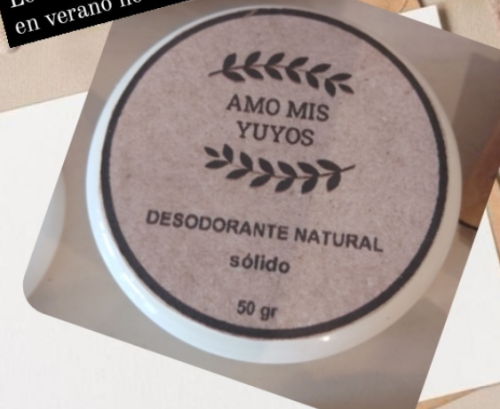 en verano
AMO MIS
YUYOS
DESODORANTE NATURAL
sólido
50 gr